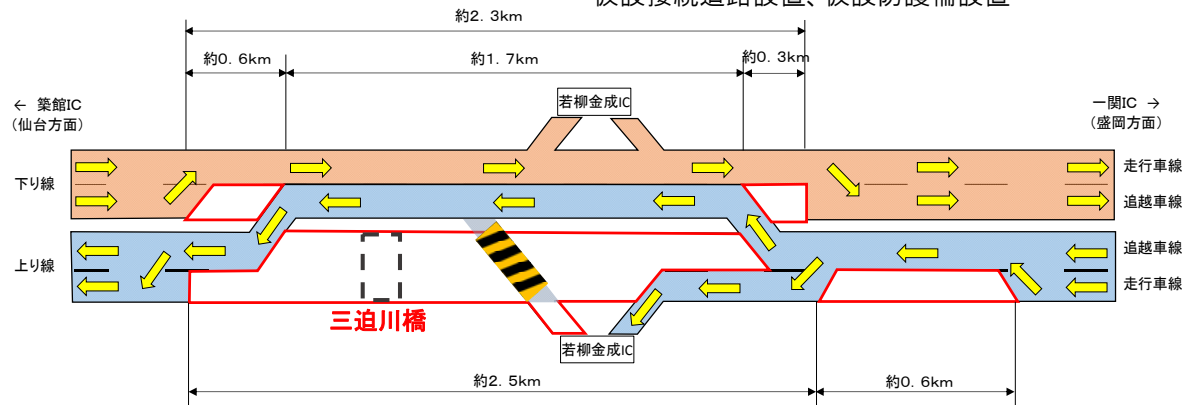 仮設接続道路設置、仮設防護柵設置
約2．3km
約0．6km
約1．7km
約0．3km
← 築館IC
（仙台方面）
若柳金成IC
一関IC →
（盛岡方面）
下り線
走行車線
追越車線
上り線
追越車線
走行車線
三迫川橋
若柳金成IC
約2．5km
約0．6km